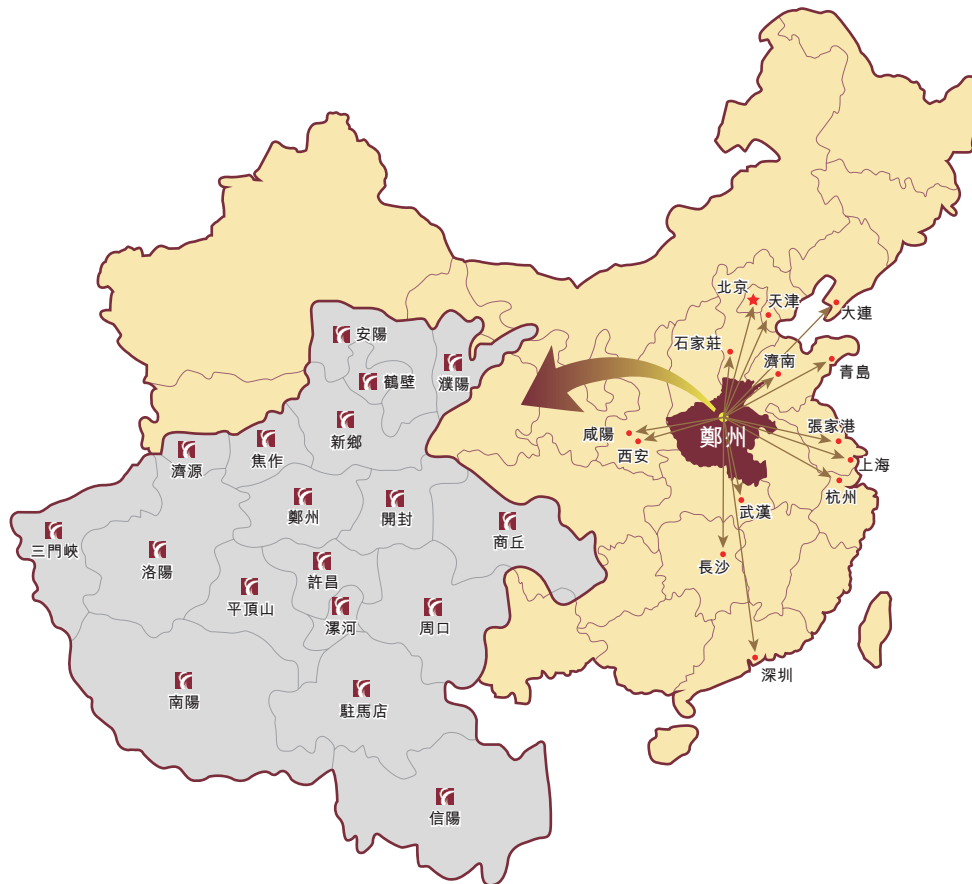 北京
天津
大連
石家莊
濟南
青島
安陽
鶴壁
濮陽
新鄉
焦作
濟源
咸陽
西安
鄭州
張家港
上海
杭州
武漢
長沙
深圳
鄭州
開封
商丘
三門峽
洛陽
許昌
平頂山
漯河
周口
南陽
駐馬店
信陽